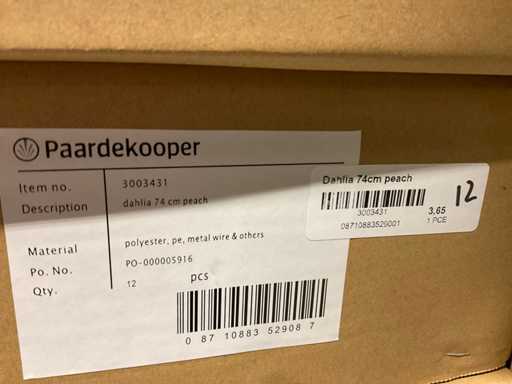 Paardekooper
Item no. 3003431
Description dahlia 74 cm peach
Material polyester, pe, metal wire & others
Po. No. PO-000005916
Qty. 12 pcs
0 87 10883 52908 7
Dahlia 74cm peach
3003431
08710883529001
3.65
1 PCE
12